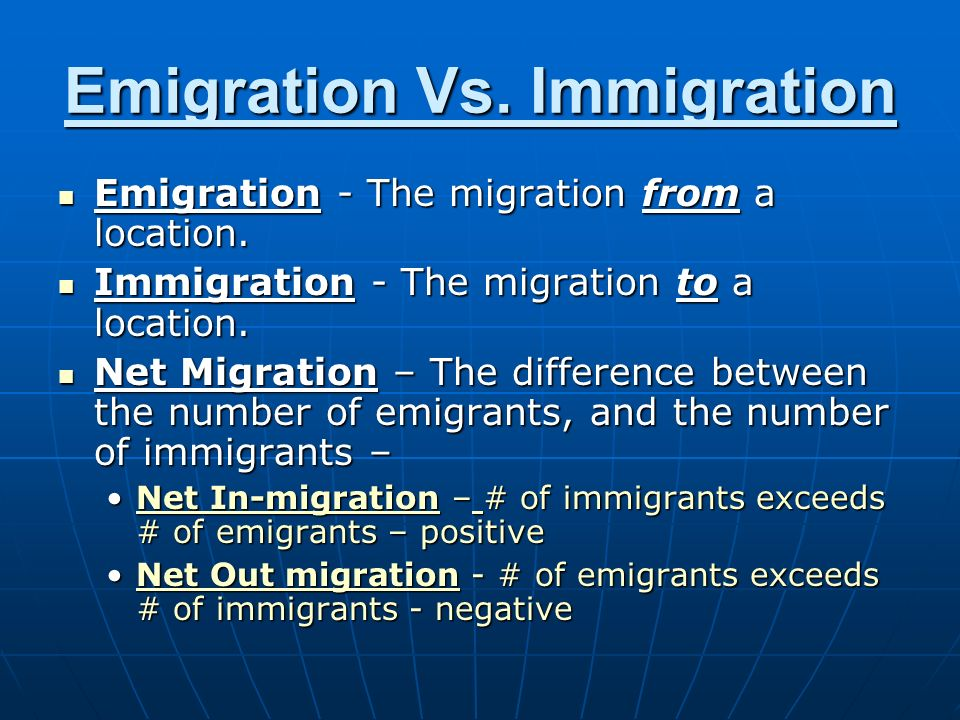 Emigration Vs. Immigration
Emigration - The migration from a
location.
Immigration - The migration to a
location.
Net Migration – The difference between
the number of emigrants, and the number
of immigrants –
• Net In-migration – # of immigrants exceeds
# of emigrants – positive
• Net Out migration - # of emigrants exceeds
# of immigrants - negative